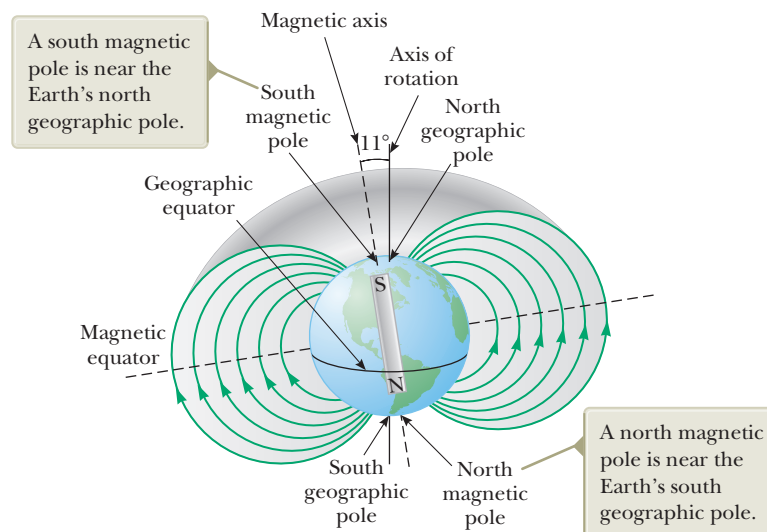 A south magnetic
pole is near the
Earth's north
geographic pole.
Magnetic axis
Axis of
rotation
South
magnetic
pole
11°
North
geographic
pole
Geographic
equator
S
Magnetic
equator
N
South
geographic
pole
North
magnetic
pole
A north magnetic
pole is near the
Earth's south
geographic pole.